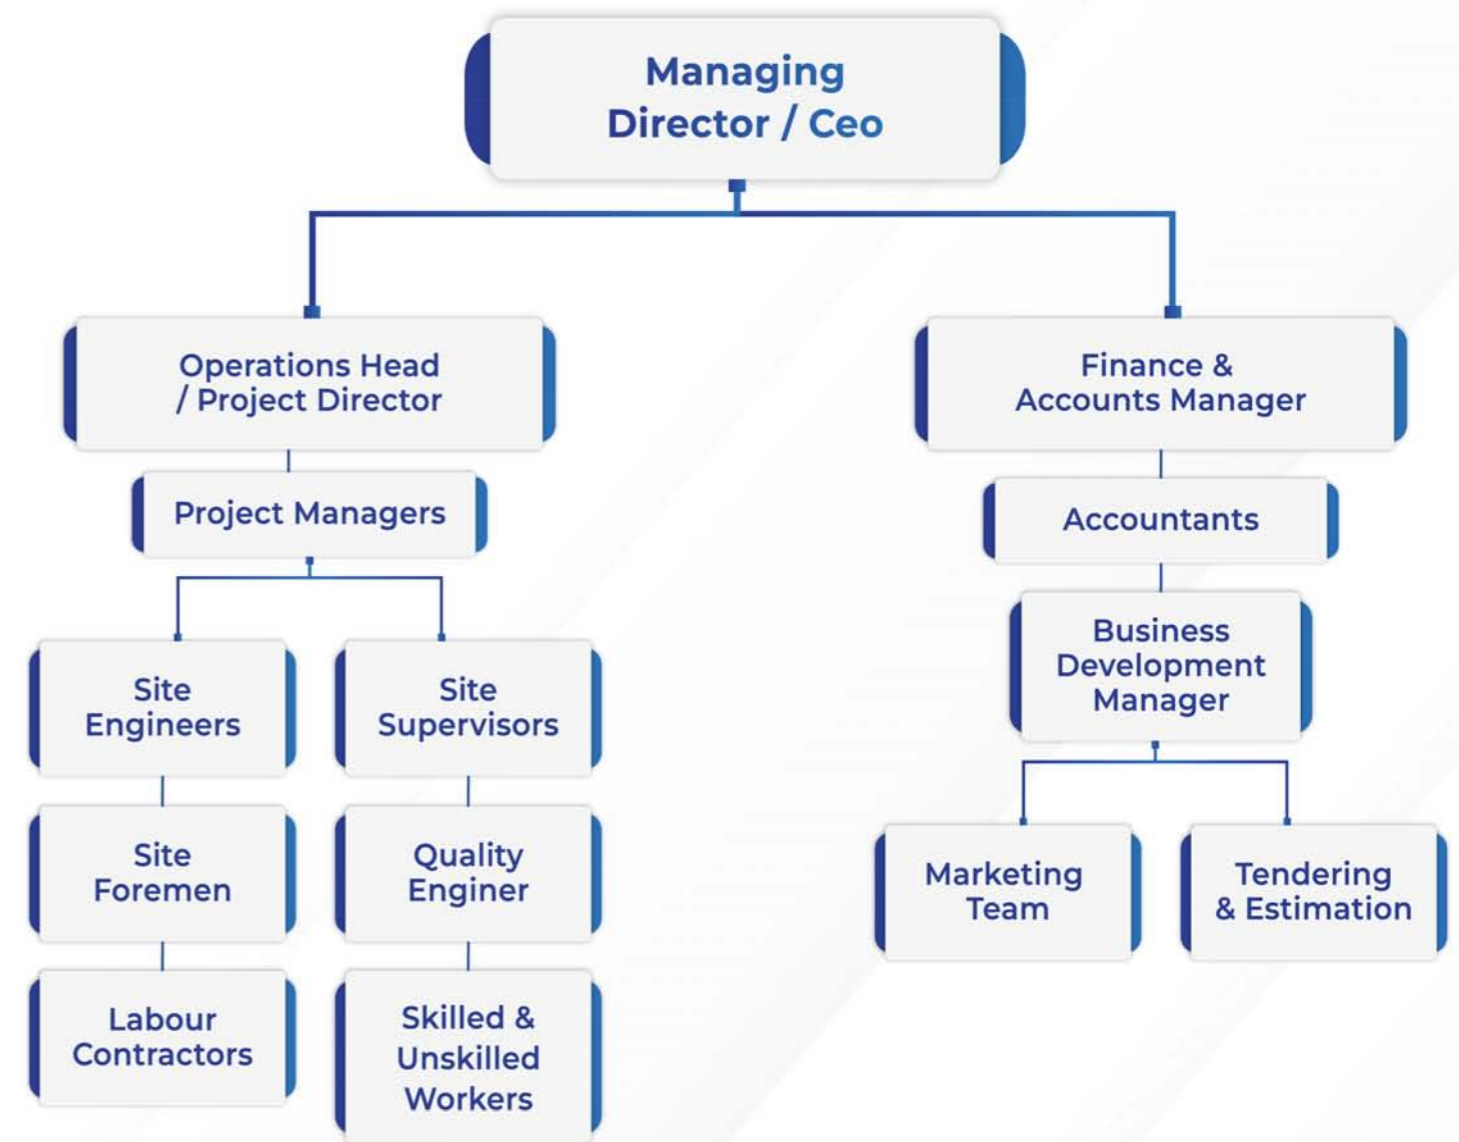 Managing
Director / Ceo
Operations Head
/ Project Director
Finance &
Accounts Manager
Project Managers
Accountants
Business
Development
Manager
Site
Engineers
Site
Supervisors
Site
Foremen
Quality
Enginer
Marketing
Team
Tendering
& Estimation
Labour
Contractors
Skilled &
Unskilled
Workers